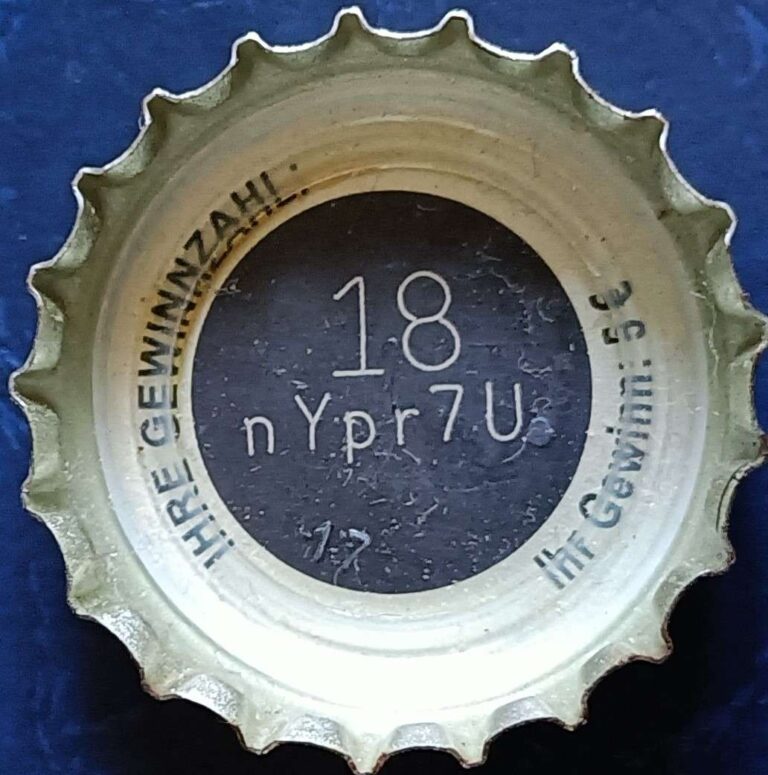 IHRE GEWINNZAHL:
18
nYpr7U
17
Ihr Gewinn: 5 €